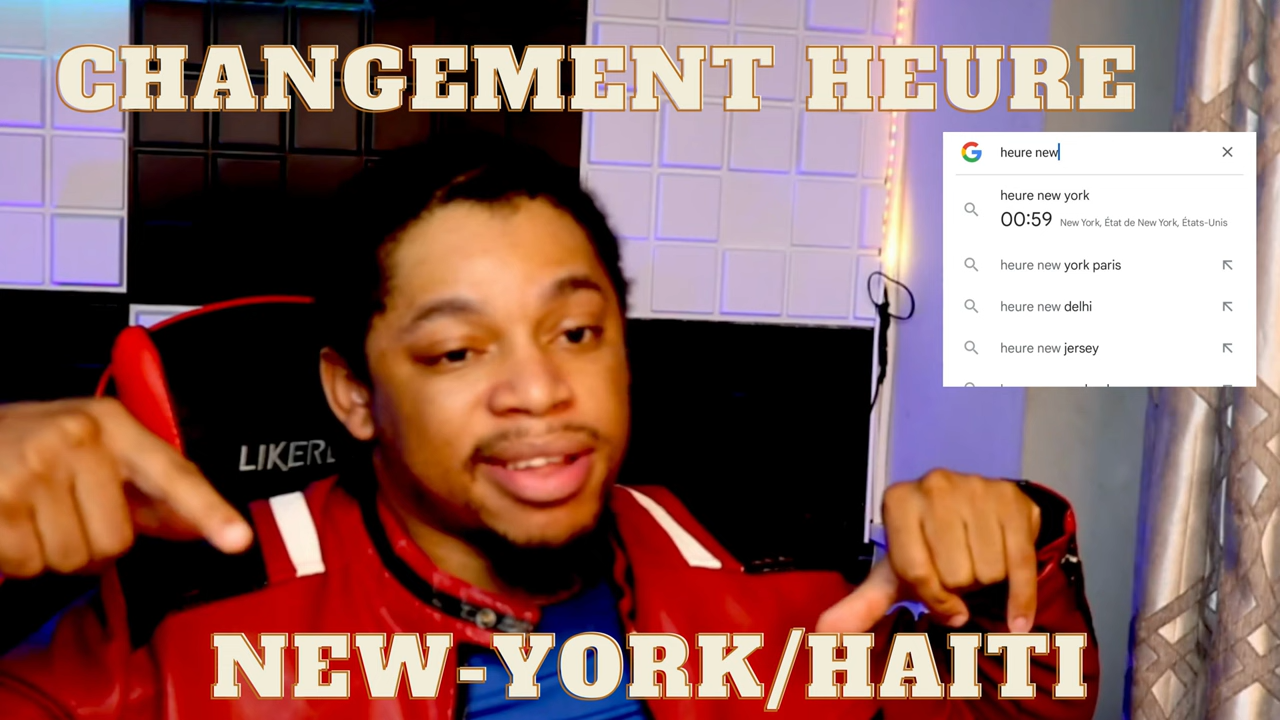 CHANGEMENT HEURE
heure new
heure new york
00:59 New York, État de New York, États-Unis
heure new york paris
heure new delhi
heure new jersey
NEW-YORK/HAITI